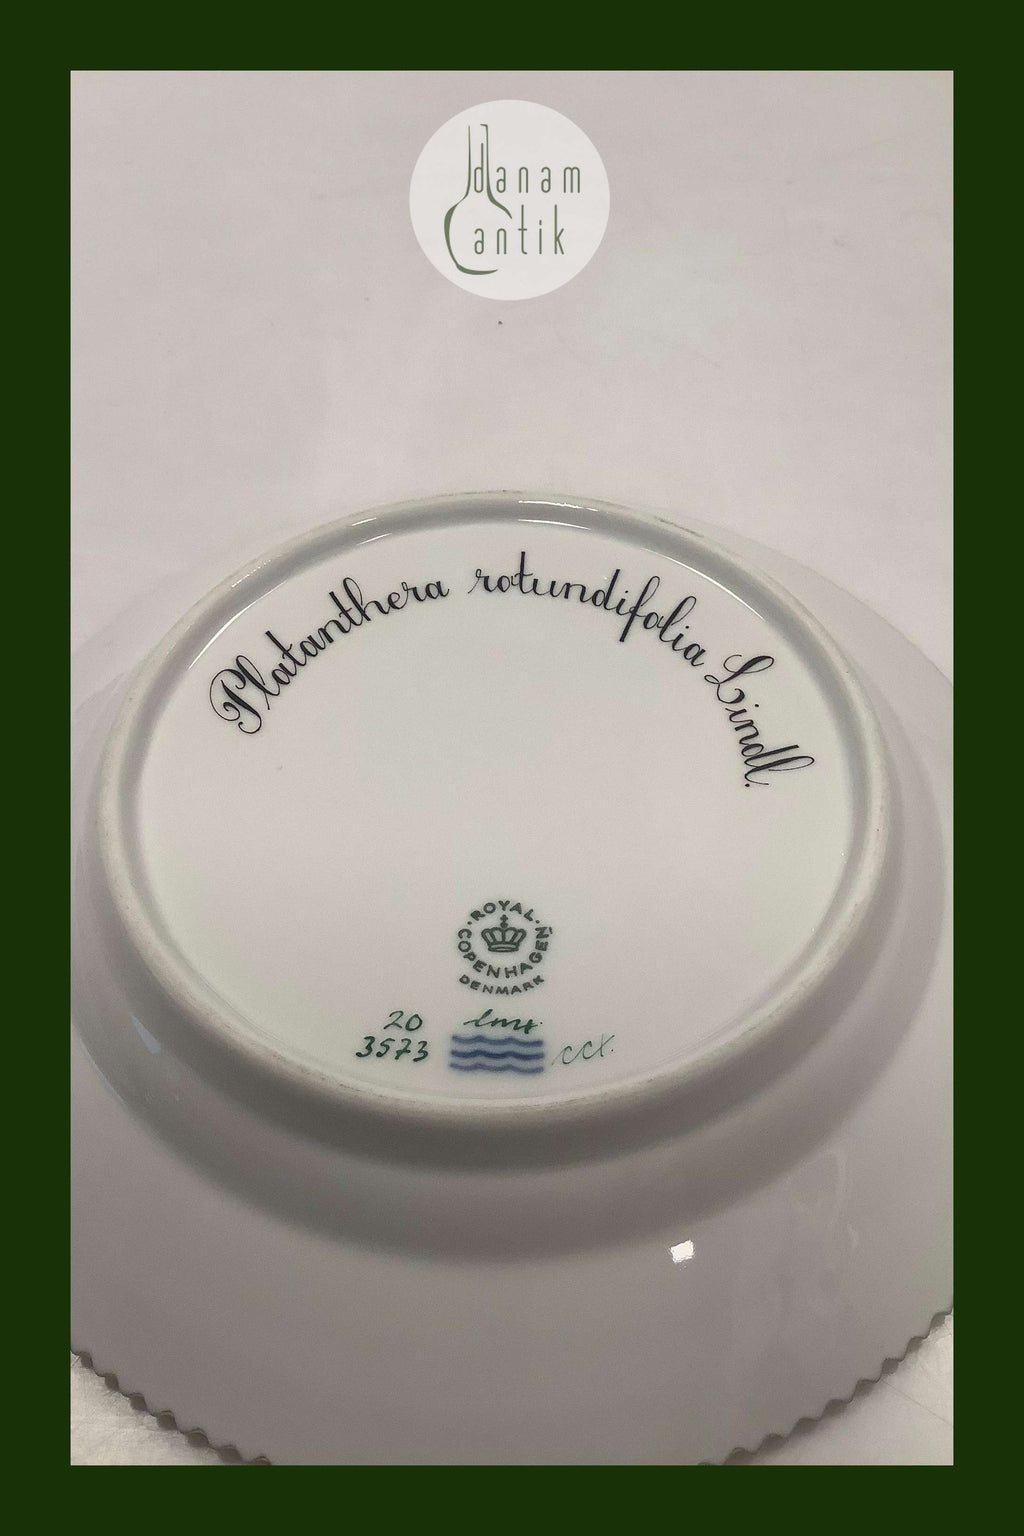 danam
antik
Platanthera rotundifolia Lindl.
ROYAL
COPENHAGEN
DENMARK
20
3573